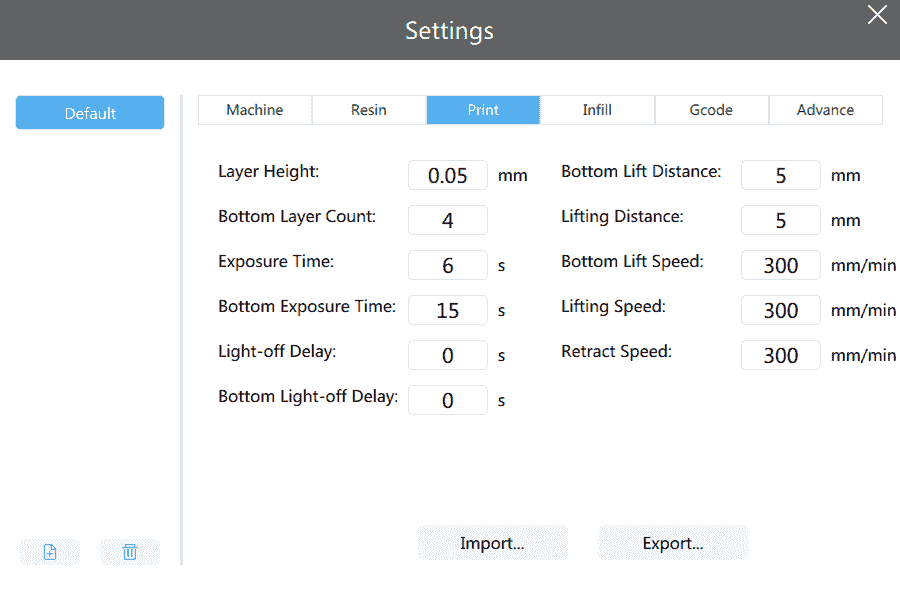 Settings
Default
Machine Resin Print Infill Gcode Advance
Layer Height: 0.05 mm Bottom Lift Distance: 5 mm
Bottom Layer Count: 4 Lifting Distance: 5 mm
Exposure Time: 6 s Bottom Lift Speed: 300 mm/min
Bottom Exposure Time: 15 s Lifting Speed: 300 mm/min
Light-off Delay: 0 s Retract Speed: 300 mm/min
Bottom Light-off Delay: 0 s
Import... Export...